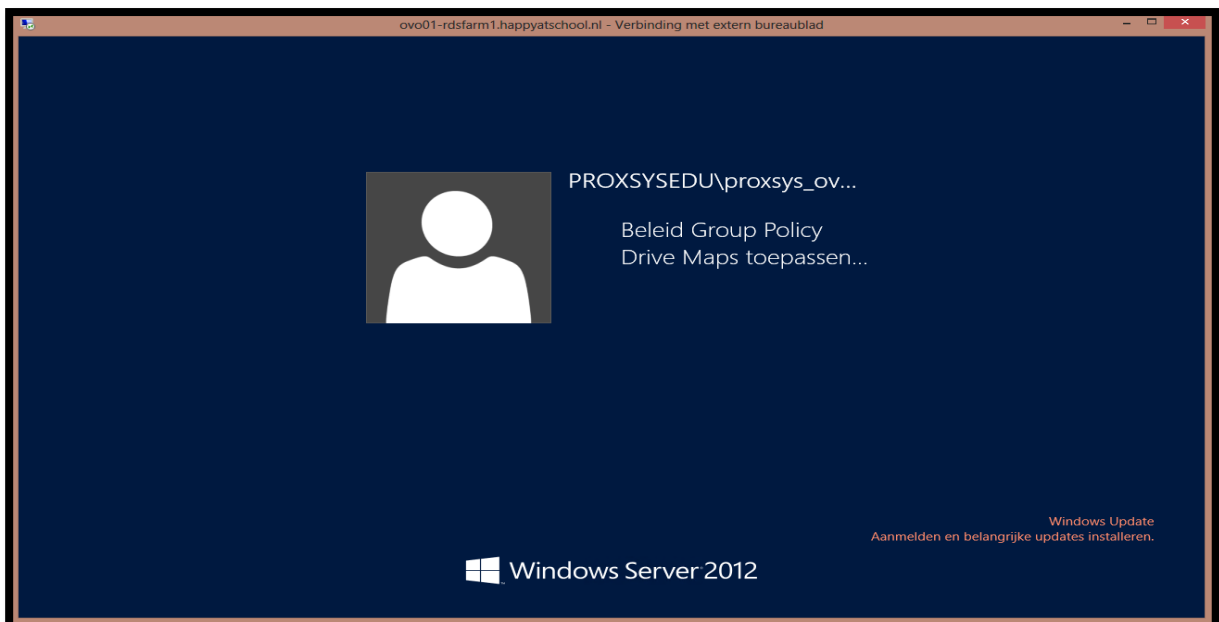 ovo01-rdsfarm1.happyatschool.nl - Verbinding met extern bureaublad
PROXSYSEDU\proxsys_ov...
Beleid Group Policy
Drive Maps toepassen...
Windows Update
Aanmelden en belangrijke updates installeren.
Windows Server 2012